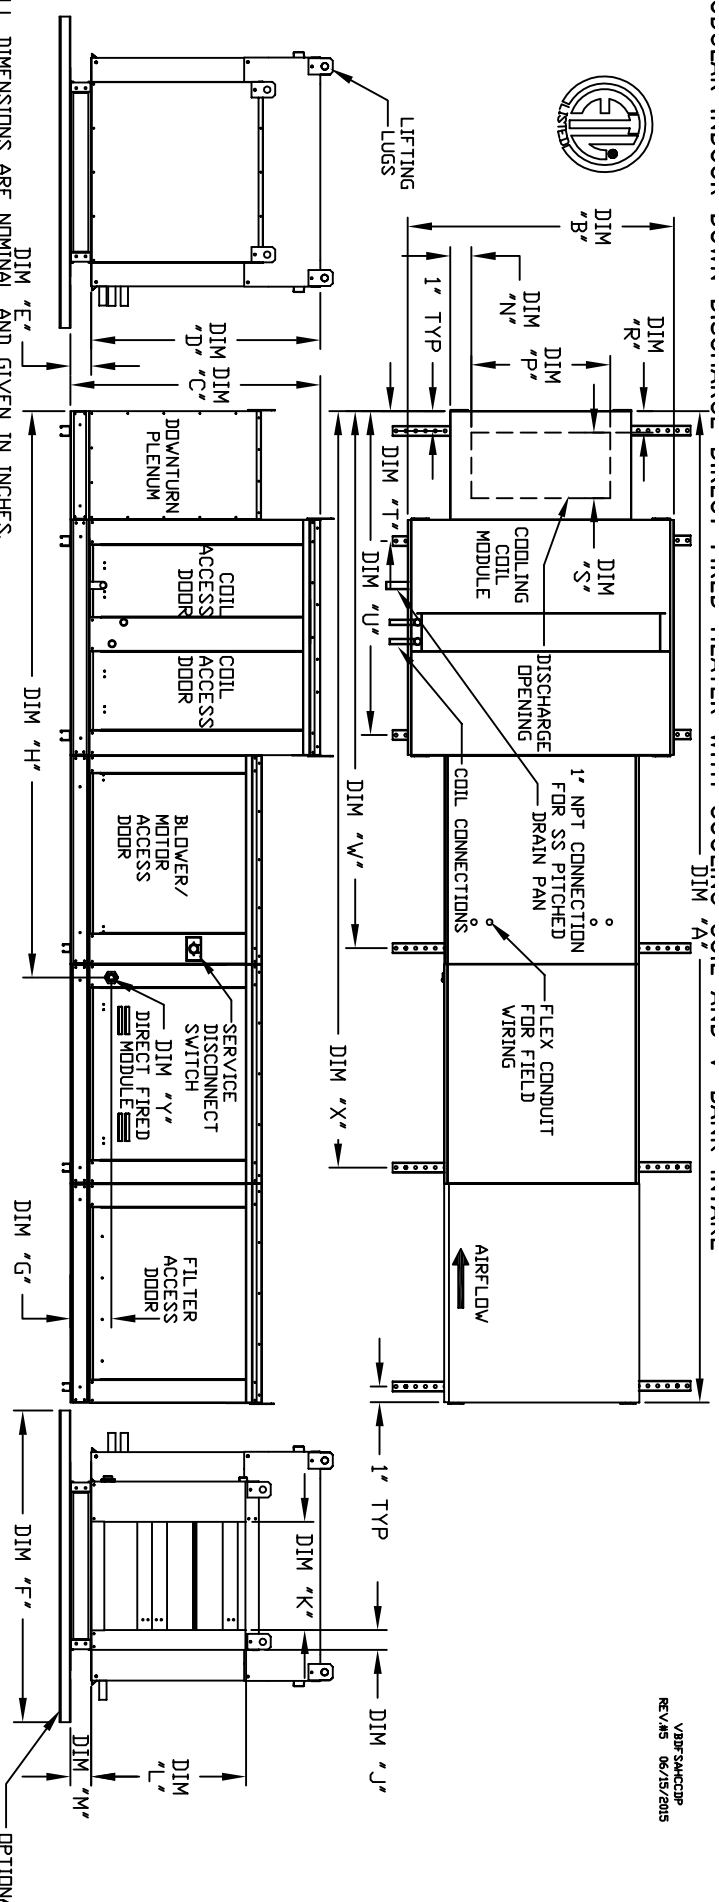 ODULAR INDOOR DOWN DISCHARGE DIRECT FIRED HEATER WITH COOLING COIL AND V BANK INTAKE
VBDFSAHCCDP
REV.#5 06/15/2015
DIM "A"
LISTED
DIM
"B"
DIM
"R"
DIM
"N"
DIM
"P"
1" TYP
DIM
"S"
COOLING
COIL
MODULE
DISCHARGE
OPENING
1" NPT CONNECTION
FOR SS PITCHED
DRAIN PAN
COIL CONNECTIONS
FLEX CONDUIT
FOR FIELD
WIRING
AIRFLOW
LIFTING
LUGS
DIM "T"
DIM "U"
DIM "W"
DIM "X"
1" TYP
DIM "J"
DIM
"D"
DIM
"C"
DOWNTURN
PLENUM
COIL
ACCESS
DOOR
COIL
ACCESS
DOOR
BLOWER/
MOTOR
ACCESS
DOOR
SERVICE
DISCONNECT
SWITCH
DIM "Y"
DIRECT FIRED
MODULE
FILTER
ACCESS
DOOR
DIM "K"
DIM
"L"
DIM "M"
DIM "E"
DIM "H"
DIM "G"
DIM "F"
LL DIMENSIONS ARE NOMINAL AND GIVEN IN INCHES.